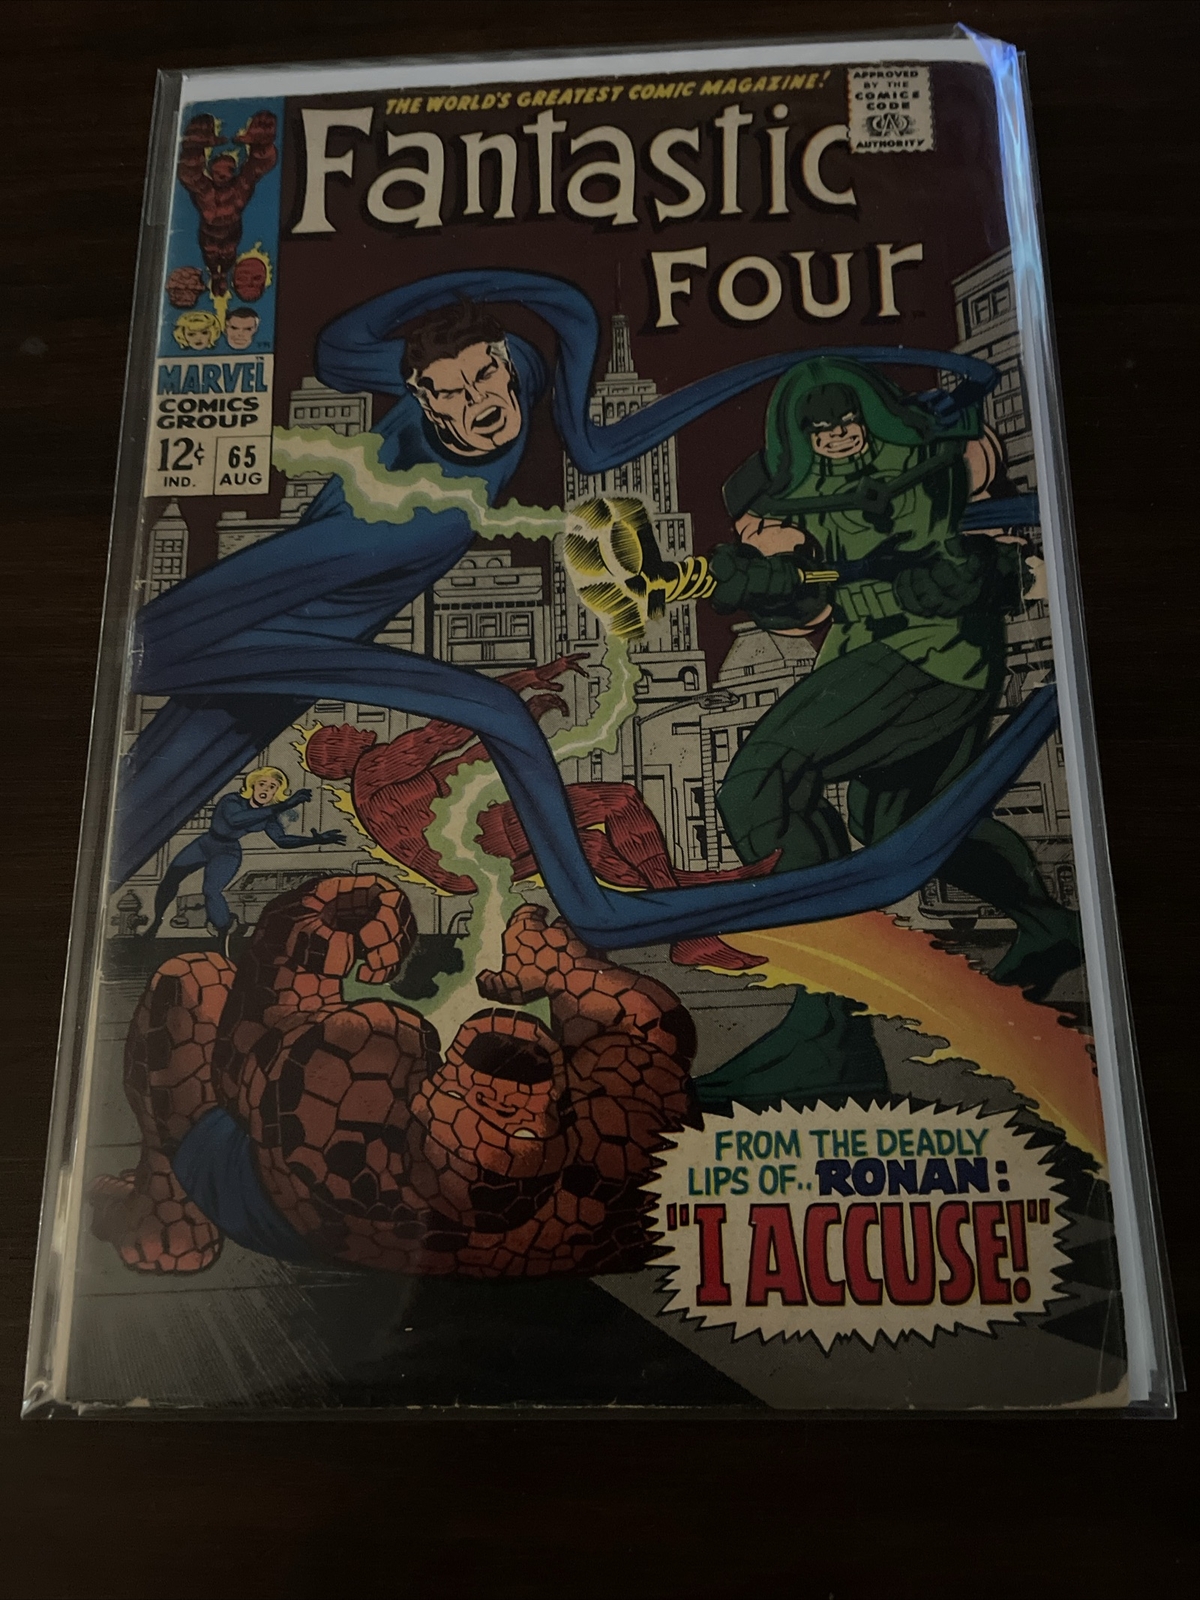 THE WORLD'S GREATEST COMIC MAGAZINE!
Fantastic
Four
APPROVED
BY THE
COMICS
CODE
CA
AUTHORITY
MARVEL
COMICS
GROUP
12¢
IND.
65
AUG
FROM THE DEADLY
LIPS OF.. RONAN:
"I ACCUSE!"